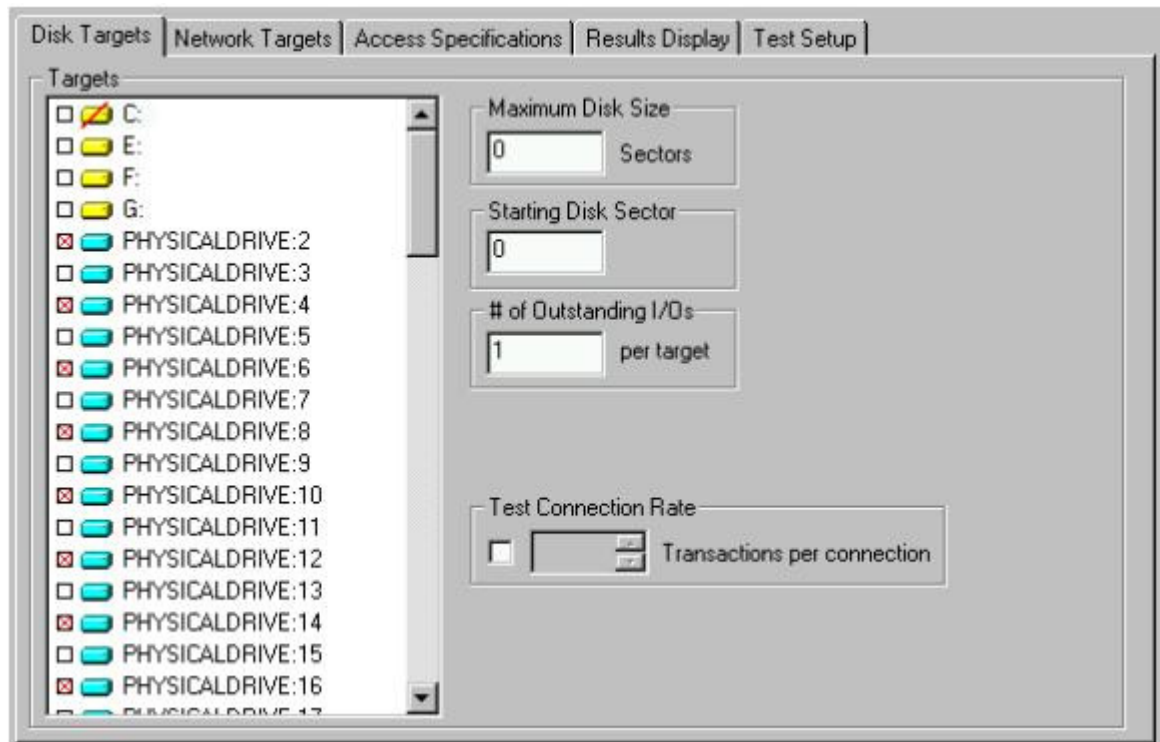 Disk Targets Network Targets Access Specifications Results Display Test Setup
Targets
C:
E:
F:
G:
PHYSICALDRIVE:2
PHYSICALDRIVE:3
PHYSICALDRIVE:4
PHYSICALDRIVE:5
PHYSICALDRIVE:6
PHYSICALDRIVE:7
PHYSICALDRIVE:8
PHYSICALDRIVE:9
PHYSICALDRIVE:10
PHYSICALDRIVE:11
PHYSICALDRIVE:12
PHYSICALDRIVE:13
PHYSICALDRIVE:14
PHYSICALDRIVE:15
PHYSICALDRIVE:16
PHYSICALDRIVE:17
Maximum Disk Size
0 Sectors
Starting Disk Sector
0
# of Outstanding I/Os
1 per target
Test Connection Rate
Transactions per connection